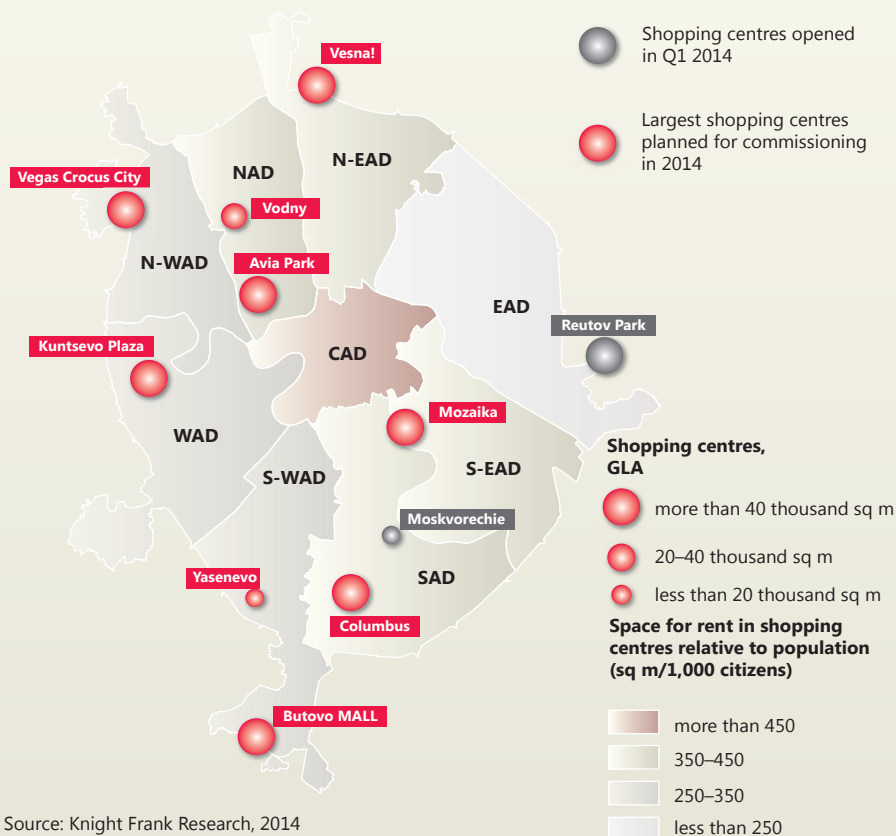 Vesna!
Shopping centres opened
in Q1 2014
Largest shopping centres
planned for commissioning
in 2014
N-EAD
NAD
Vegas Crocus City
Vodny
N-WAD
Avia Park
EAD
Reutov Park
Kuntsevo Plaza
CAD
Mozaika
WAD
S-WAD
S-EAD
Shopping centres,
GLA
more than 40 thousand sq m
Moskvorechie
20–40 thousand sq m
Yasenevo
SAD
less than 20 thousand sq m
Columbus
Space for rent in shopping
centres relative to population
(sq m/1,000 citizens)
Butovo MALL
more than 450
350–450
250–350
less than 250
Source: Knight Frank Research, 2014